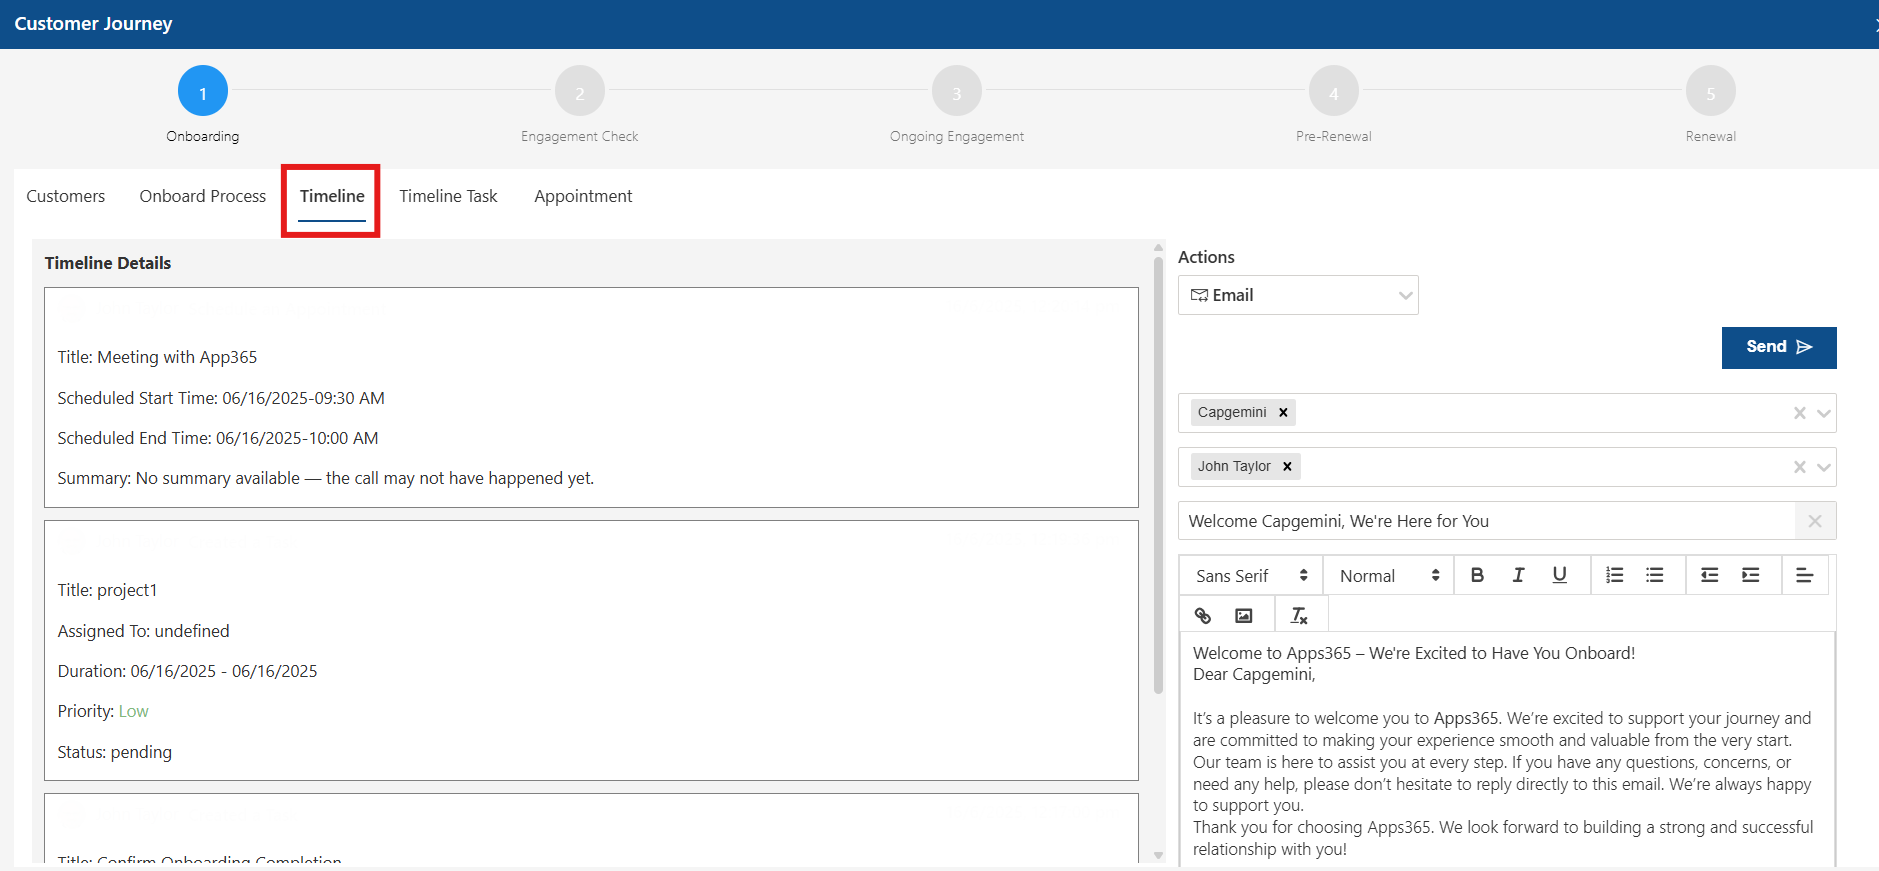 Customer Journey
1
2
3
4
5
Onboarding
Engagement Check
Ongoing Engagement
Pre-Renewal
Renewal
Customers
Onboard Process
Timeline
Timeline Task
Appointment
Timeline Details
Title: Meeting with App365
Scheduled Start Time: 06/16/2025-09:30 AM
Scheduled End Time: 06/16/2025-10:00 AM
Summary: No summary available — the call may not have happened yet.
Title: project1
Assigned To: undefined
Duration: 06/16/2025 - 06/16/2025
Priority: Low
Status: pending
Title: Confirm Onboarding Completion
Actions
Email
Send
Capgemini
John Taylor
Welcome Capgemini, We're Here for You
Sans Serif
Normal
B I U
Welcome to Apps365 – We're Excited to Have You Onboard!
Dear Capgemini,
It’s a pleasure to welcome you to Apps365. We’re excited to support your journey and
are committed to making your experience smooth and valuable from the very start.
Our team is here to assist you at every step. If you have any questions, concerns, or
need any help, please don’t hesitate to reply directly to this email. We’re always happy
to support you.
Thank you for choosing Apps365. We look forward to building a strong and successful
relationship with you!